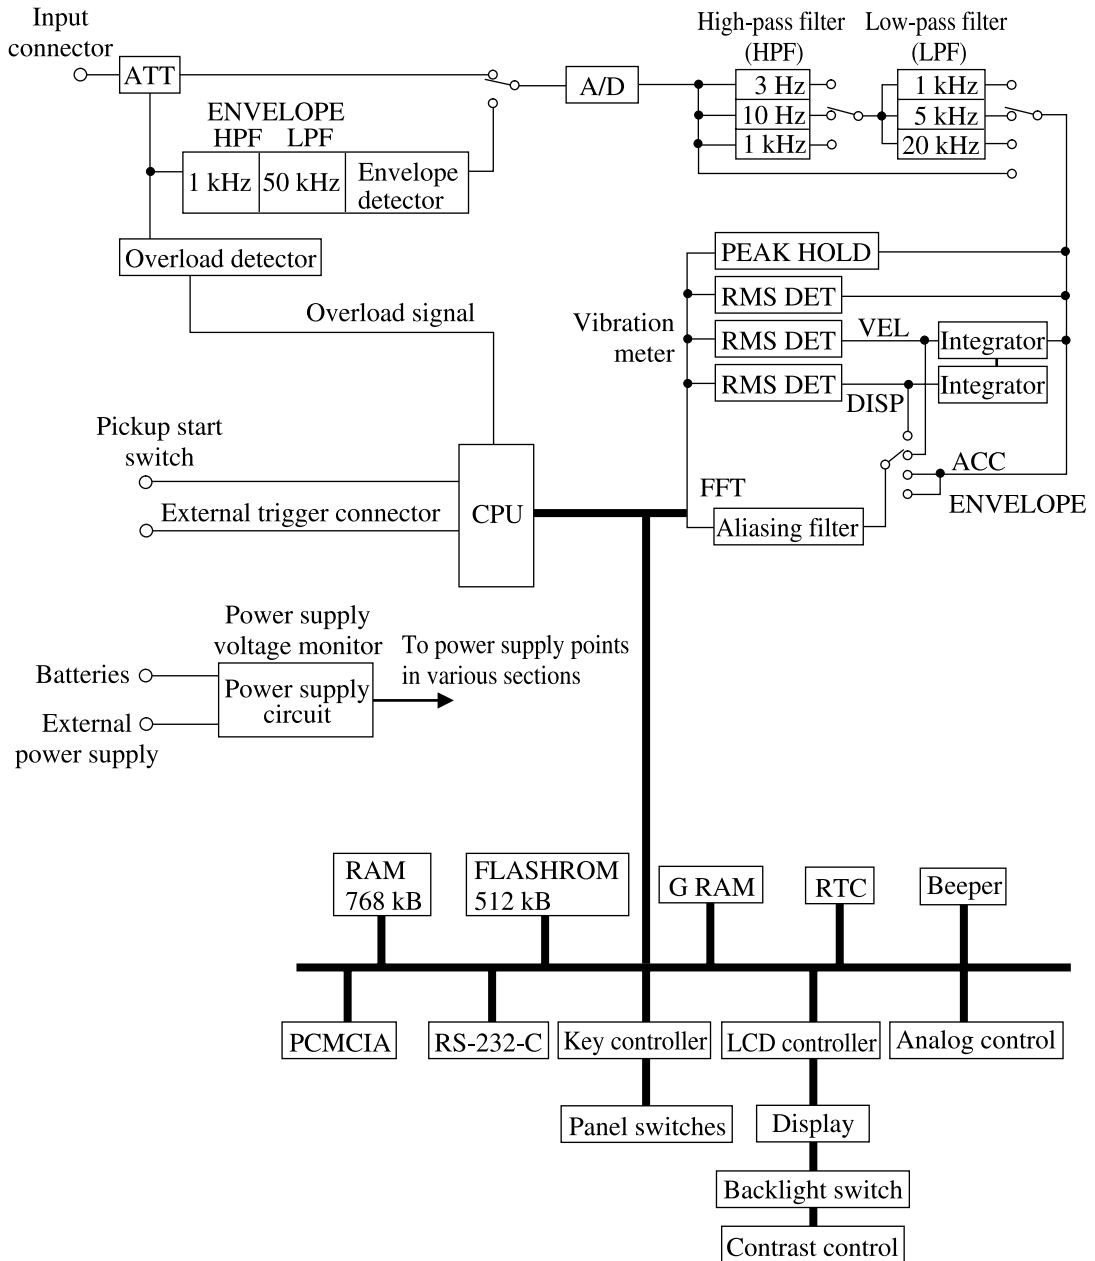 Input
connector
ATT
ENVELOPE
HPF LPF
1 kHz
50 kHz
Envelope
detector
A/D
High-pass filter
(HPF)
3 Hz
10 Hz
1 kHz
Low-pass filter
(LPF)
1 kHz
5 kHz
20 kHz
Overload detector
Overload signal
Vibration
meter
PEAK HOLD
RMS DET
RMS DET
VEL
Integrator
RMS DET
DISP
Integrator
ACC
ENVELOPE
FFT
Aliasing filter
Pickup start
switch
External trigger connector
CPU
Power supply
voltage monitor
Batteries
External
power supply
Power supply
circuit
To power supply points
in various sections
RAM
768 kB
FLASHROM
512 kB
G RAM
RTC
Beeper
PCMCIA
RS-232-C
Key controller
LCD controller
Analog control
Panel switches
Display
Backlight switch
Contrast control